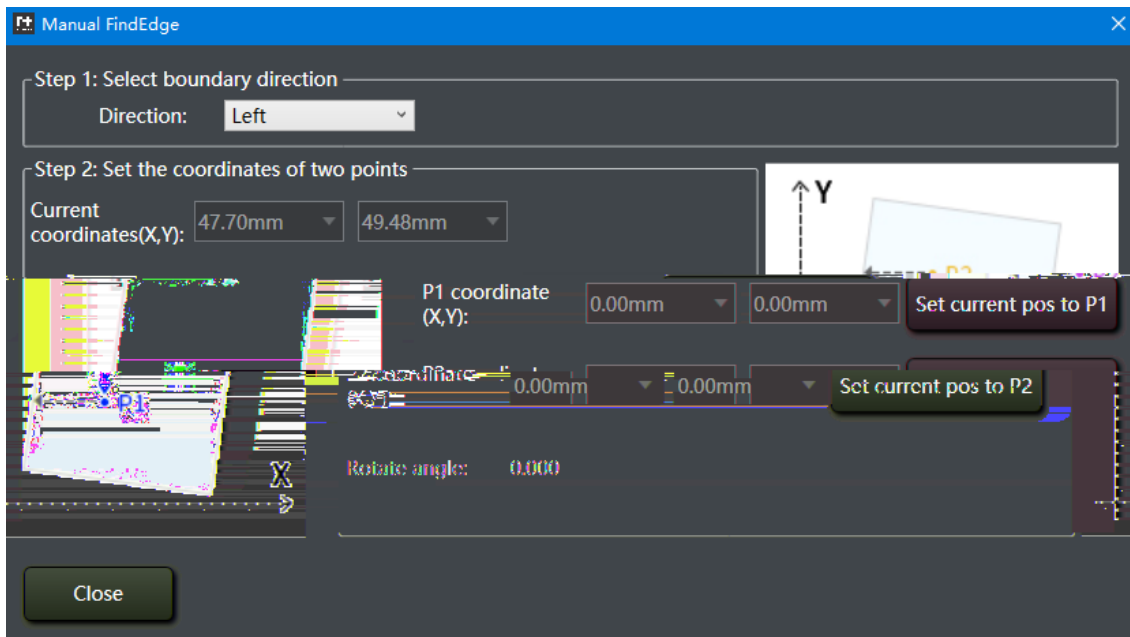 Manual FindEdge
Step 1: Select boundary direction
Direction: Left
Step 2: Set the coordinates of two points
Current
coordinates(X,Y): 47.70mm 49.48mm
Y
P1 coordinate
(X,Y): 0.00mm 0.00mm Set current pos to P1
0.00mm 0.00mm Set current pos to P2
P1
X
Rotate angle: 0.000
Close